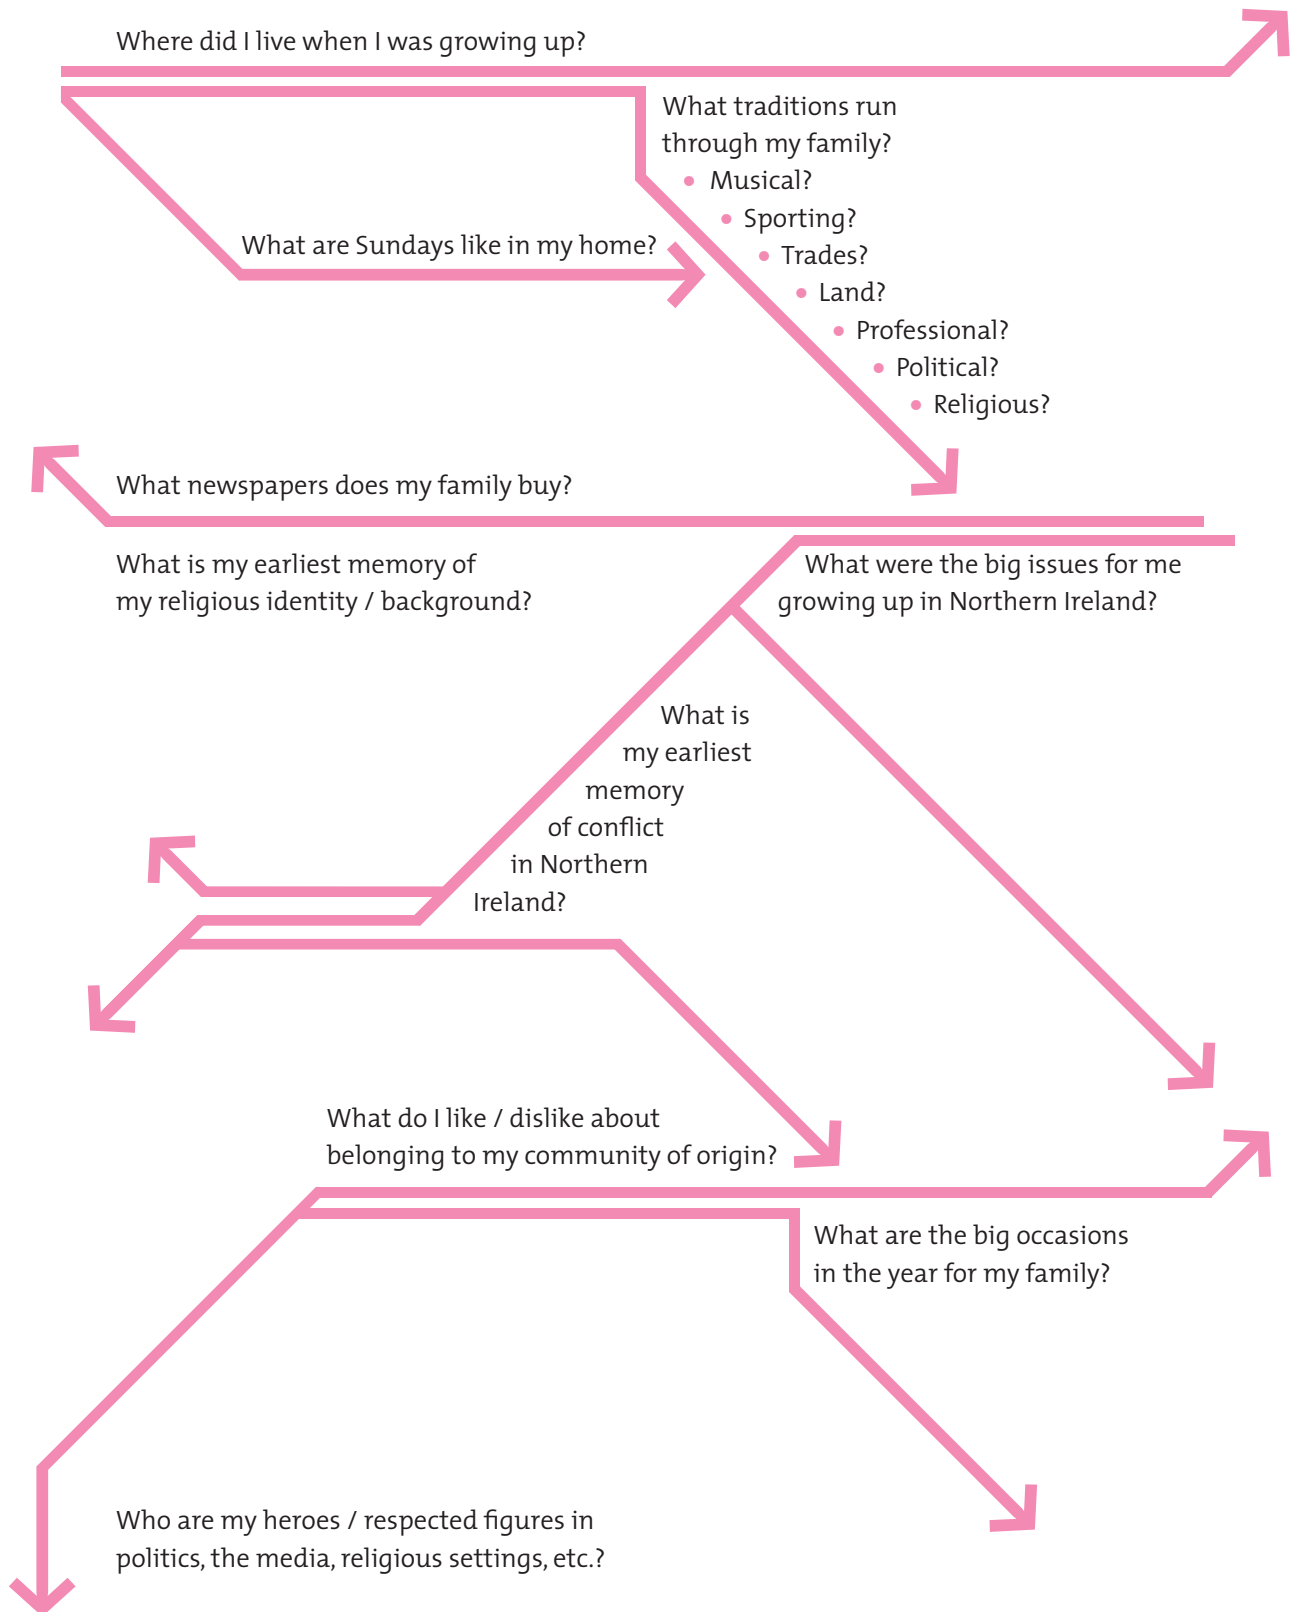 Where did I live when I was growing up?
What traditions run
through my family?
• Musical?
• Sporting?
What are Sundays like in my home?
• Trades?
• Land?
• Professional?
• Political?
• Religious?
What newspapers does my family buy?
What is my earliest memory of
my religious identity / background?
What were the big issues for me
growing up in Northern Ireland?
What is
my earliest
memory
of conflict
in Northern
Ireland?
What do I like / dislike about
belonging to my community of origin?
What are the big occasions
in the year for my family?
Who are my heroes / respected figures in
politics, the media, religious settings, etc.?